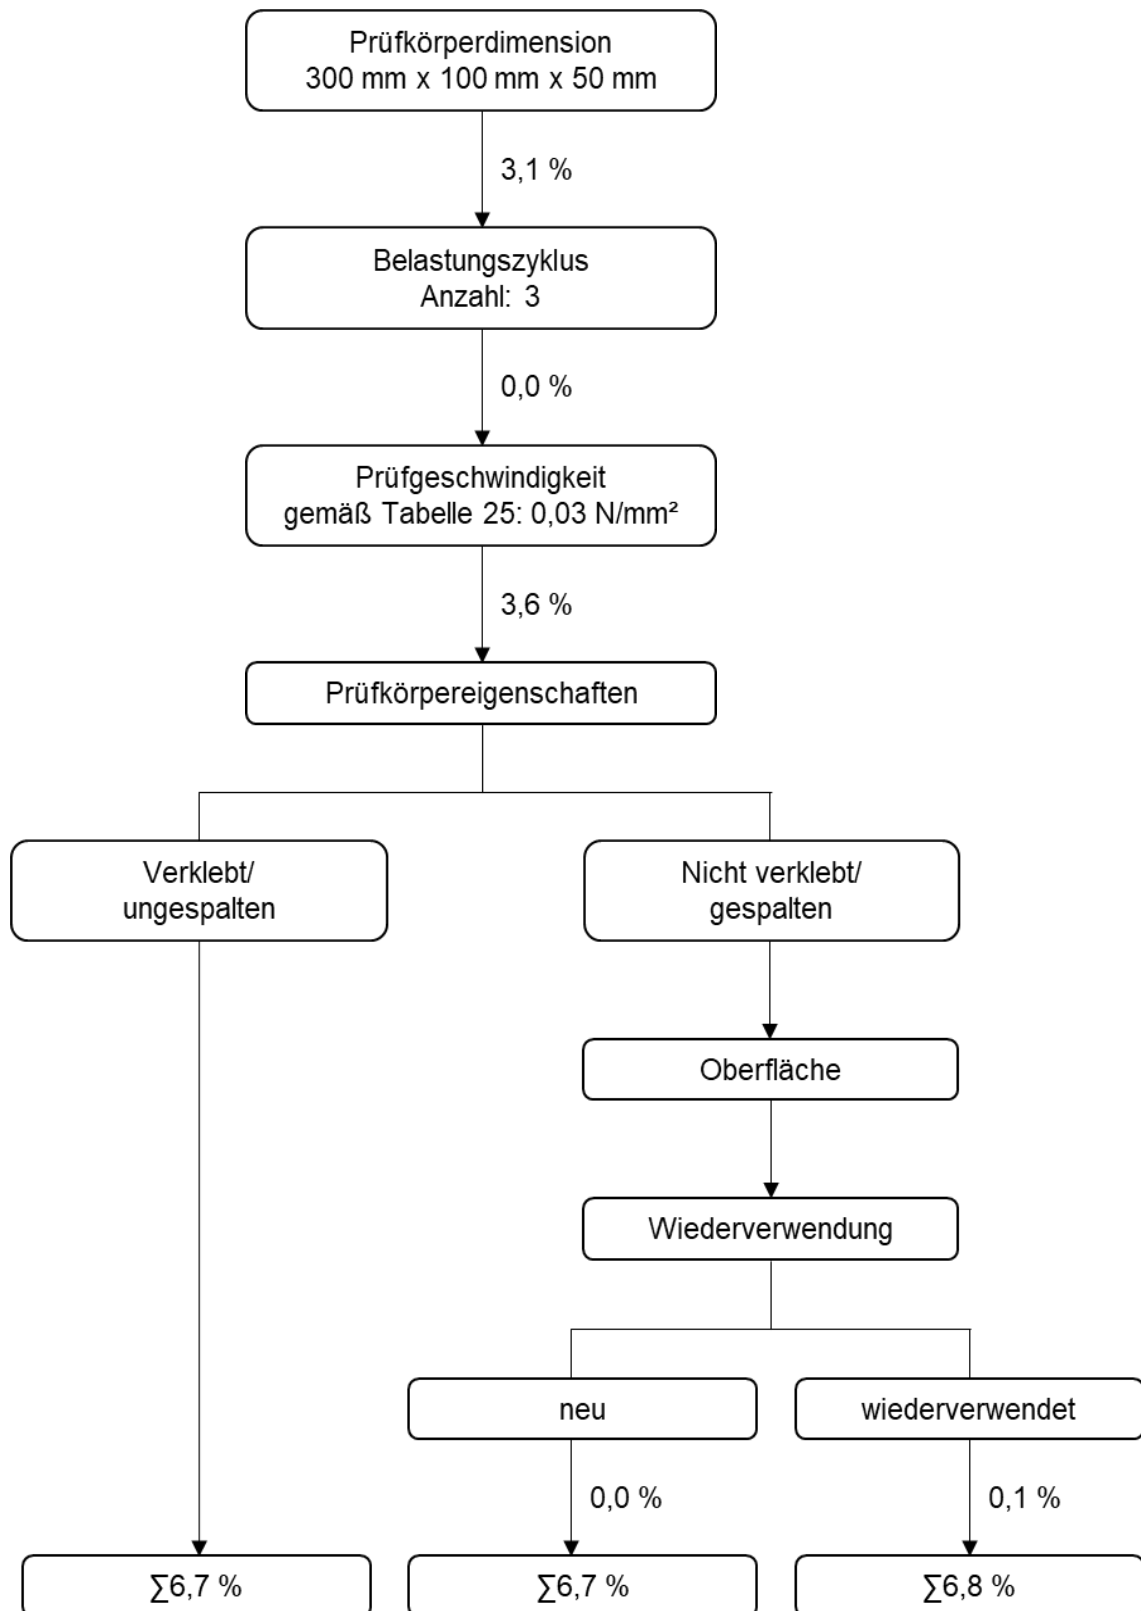 Prüfkörperdimension
300 mm x 100 mm x 50 mm
3,1 %
Belastungszyklus
Anzahl: 3
0,0 %
Prüfgeschwindigkeit
gemäß Tabelle 25: 0,03 N/mm²
3,6 %
Prüfkörpereigenschaften
Verklebt/
ungespalten
Nicht verklebt/
gespalten
Oberfläche
Wiederverwendung
neu
wiederverwendet
0,0 %
0,1 %
∑6,7 %
∑6,7 %
∑6,8 %